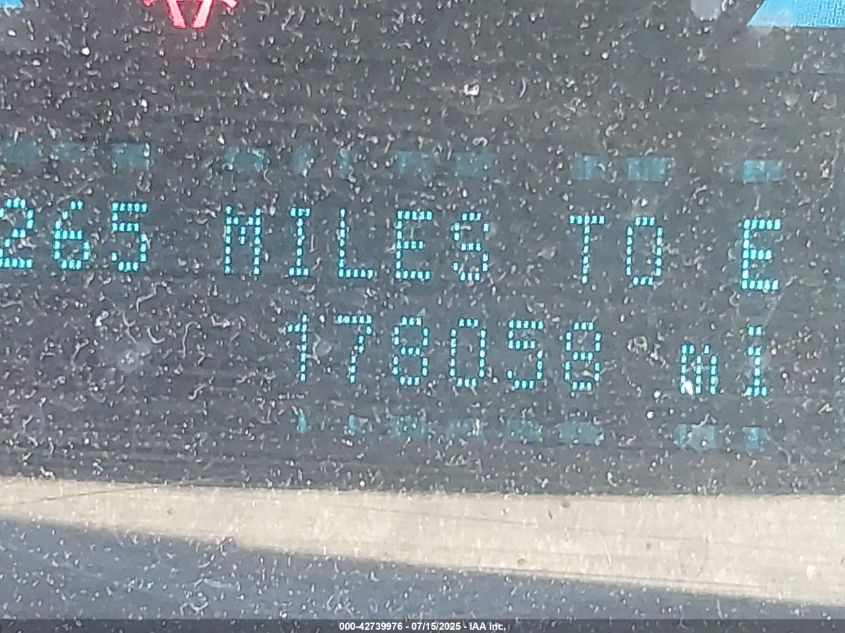 265 MILES TO E
178058 mi
000-42739976 - 07/15/2025 - IAA Inc.